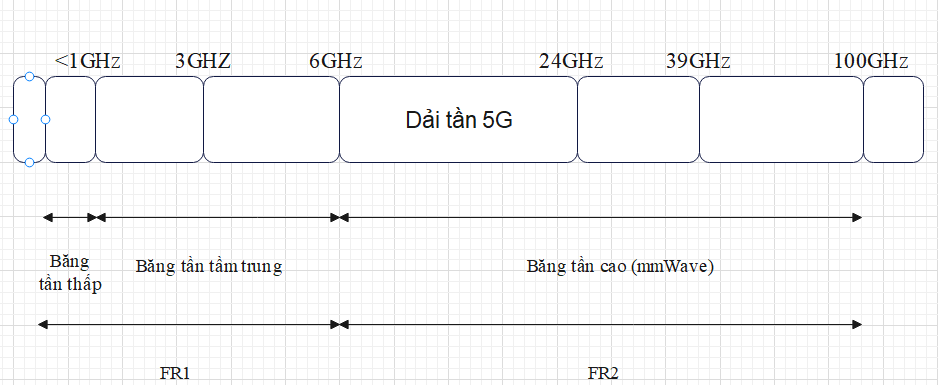 <1GHz
3GHZ
6GHz
24GHz
39GHz
100GHz
Dải tần 5G
Băng
tần thấp
Băng tần tầm trung
Băng tần cao (mmWave)
FR1
FR2